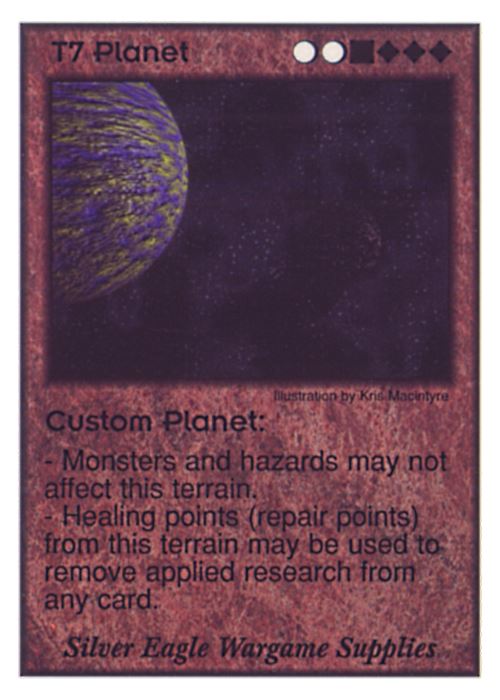 T7 Planet
Illustration by Kris Macintyre
Custom Planet:
- Monsters and hazards may not
affect this terrain.
- Healing points (repair points)
from this terrain may be used to
remove applied research from
any card.
Silver Eagle Wargame Supplies